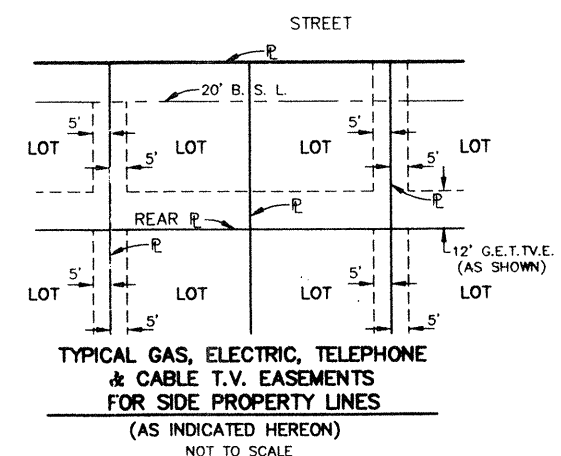 STREET
℄
20' B. S. L.
5'
5'
LOT
5'
LOT
LOT
5'
LOT
REAR ℄
℄
℄
℄
12' G.E.T.TV.E.
(AS SHOWN)
5'
5'
LOT
LOT
LOT
LOT
5'
5'
TYPICAL GAS, ELECTRIC, TELEPHONE
& CABLE T.V. EASEMENTS
FOR SIDE PROPERTY LINES
(AS INDICATED HEREON)
NOT TO SCALE